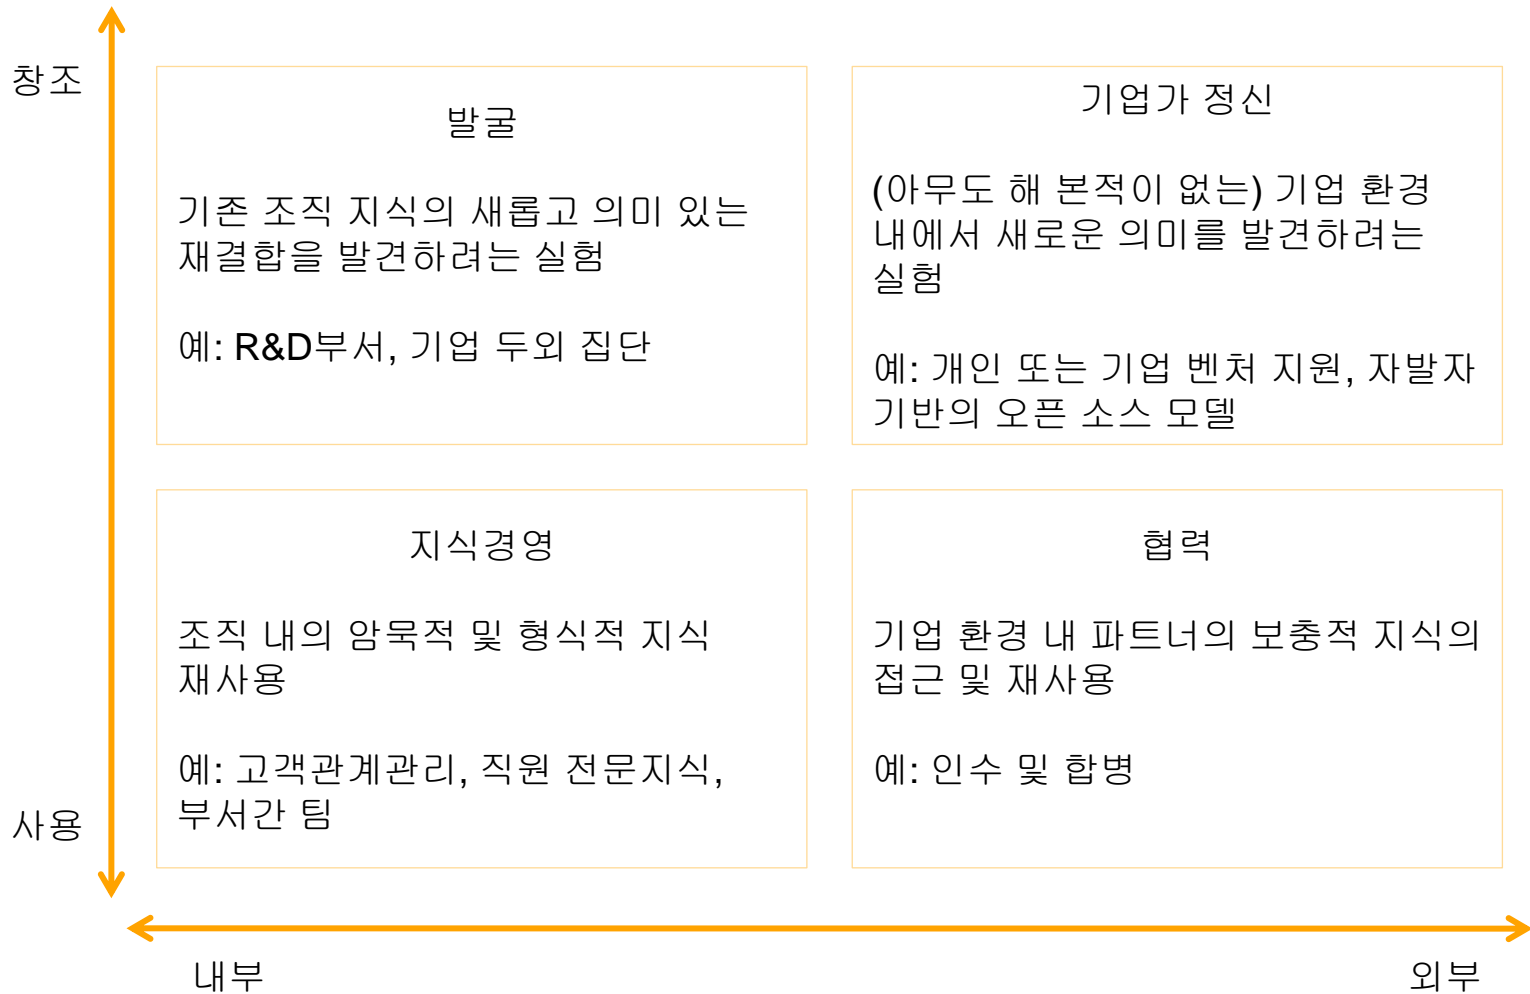 창조
발굴
기존 조직 지식의 새롭고 의미 있는
재결합을 발견하려는 실험
예: R&D부서, 기업 두외 집단
기업가 정신
(아무도 해 본적이 없는) 기업 환경
내에서 새로운 의미를 발견하려는
실험
예: 개인 또는 기업 벤처 지원, 자발자
기반의 오픈 소스 모델
지식경영
조직 내의 암묵적 및 형식적 지식
재사용
예: 고객관계관리, 직원 전문지식,
부서간 팀
협력
기업 환경 내 파트너의 보충적 지식의
접근 및 재사용
예: 인수 및 합병
사용
내부
외부